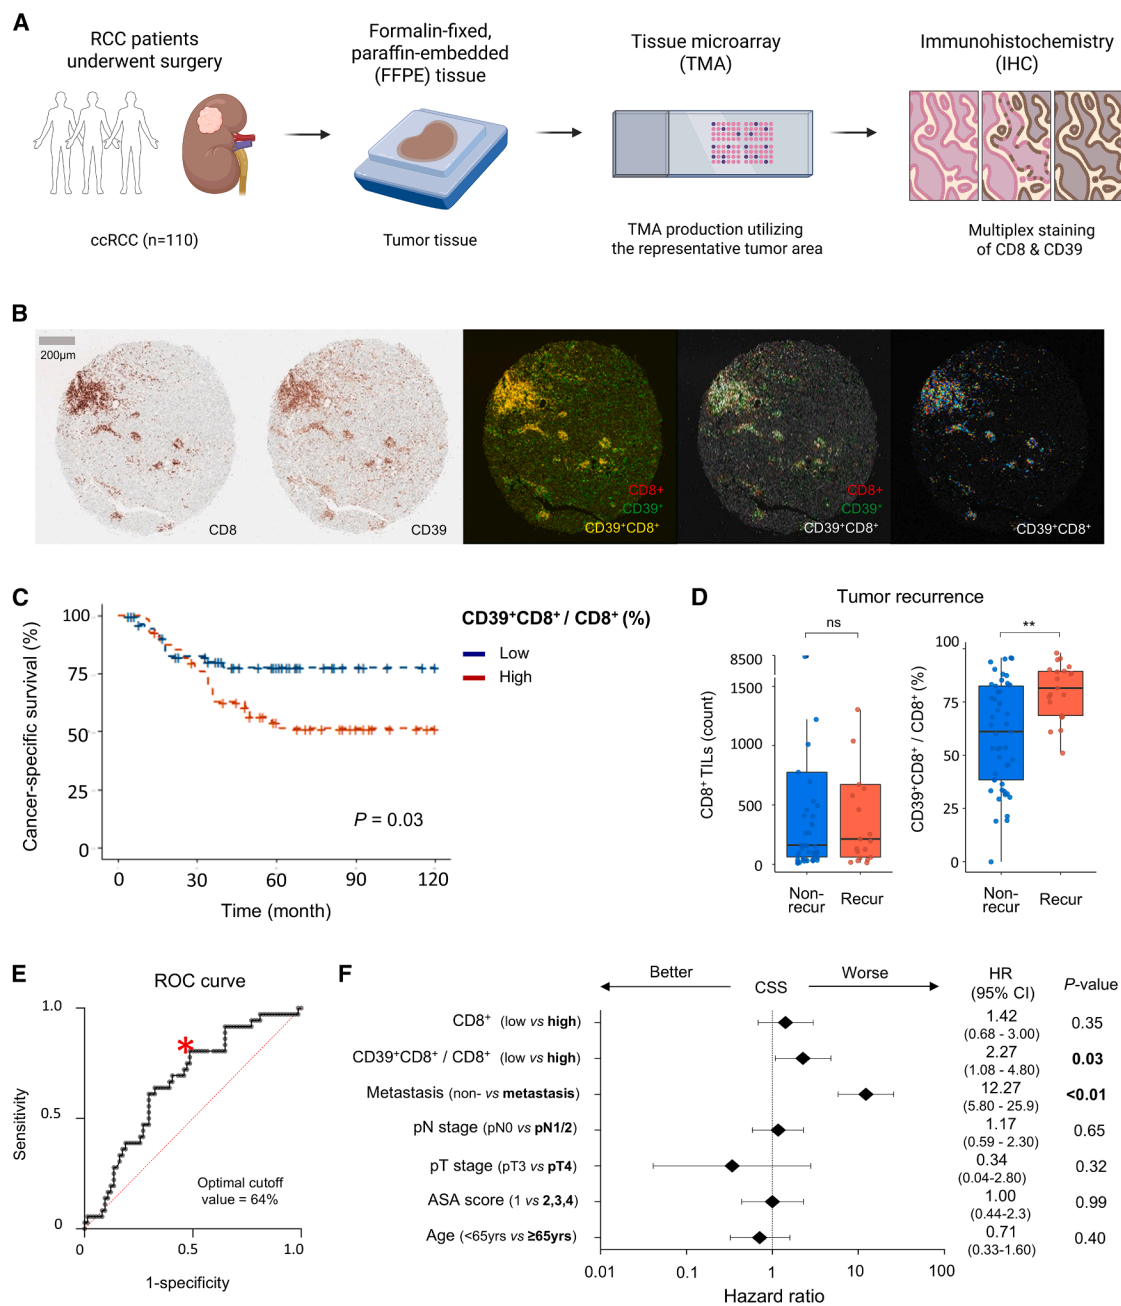 A
RCC patients
underwent surgery
ccRCC (n=110)
Formalin-fixed,
paraffin-embedded
(FFPE) tissue
Tumor tissue
Tissue microarray
(TMA)
TMA production utilizing
the representative tumor area
Immunohistochemistry
(IHC)
Multiplex staining
of CD8 & CD39
B
200µm
CD8
CD39
CD8+
CD39⁺
CD39⁺CD8⁺
CD8+
CD39⁺
CD39⁺CD8⁺
CD39⁺CD8⁺
C
Cancer-specific survival (%)
100
75
50
25
0
P = 0.03
0 30 60 90 120
Time (month)
CD39⁺CD8⁺ / CD8⁺ (%)
Low
High
D
Tumor recurrence
ns
CD8⁺ TILs (count)
8500
1500
1000
500
0
Non-
recur
Recur
**
CD39⁺CD8⁺ / CD8⁺ (%)
100
75
50
25
0
Non-
recur
Recur
E
ROC curve
Sensitivity
1.0
0.5
0
*
Optimal cutoff
value = 64%
0 0.5 1.0
1-specificity
F
Better CSS Worse
HR
(95% CI)
P-value
CD8⁺ (low vs high) 1.42 0.35
(0.68 - 3.00)
CD39⁺CD8⁺ / CD8⁺ (low vs high) 2.27 0.03
(1.08 - 4.80)
Metastasis (non- vs metastasis) 12.27 <0.01
(5.80 - 25.9)
pN stage (pN0 vs pN1/2) 1.17 0.65
(0.59 - 2.30)
pT stage (pT3 vs pT4) 0.34 0.32
(0.04-2.80)
ASA score (1 vs 2,3,4) 1.00 0.99
(0.44-2.3)
Age (<65yrs vs ≥65yrs) 0.71 0.40
(0.33-1.60)
0.01 0.1 1 10 100
Hazard ratio